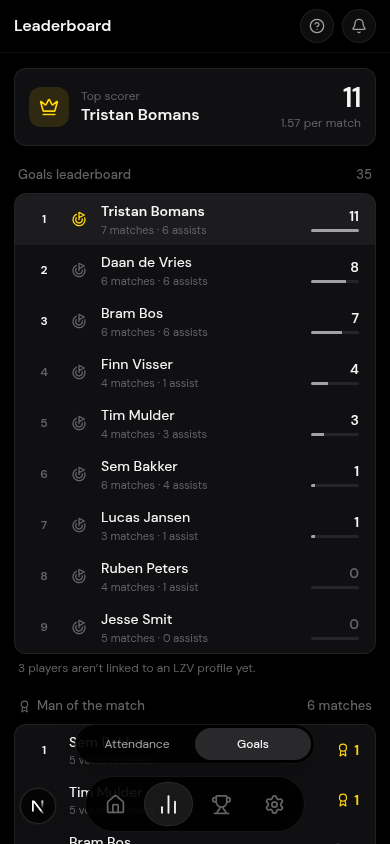 Leaderboard
Top scorer
Tristan Bomans
11
1.57 per match
Goals leaderboard 35
1 Tristan Bomans 11
7 matches · 6 assists
2 Daan de Vries 8
6 matches · 6 assists
3 Bram Bos 7
6 matches · 6 assists
4 Finn Visser 4
4 matches · 1 assist
5 Tim Mulder 3
4 matches · 3 assists
6 Sem Bakker 1
6 matches · 4 assists
7 Lucas Jansen 1
3 matches · 1 assist
8 Ruben Peters 0
4 matches · 1 assist
9 Jesse Smit 0
5 matches · 0 assists
3 players aren’t linked to an LZV profile yet.
Man of the match 6 matches
1 Sem 1
5
Attendance Goals
Tim Mulder 1
5
N
Bram Bos